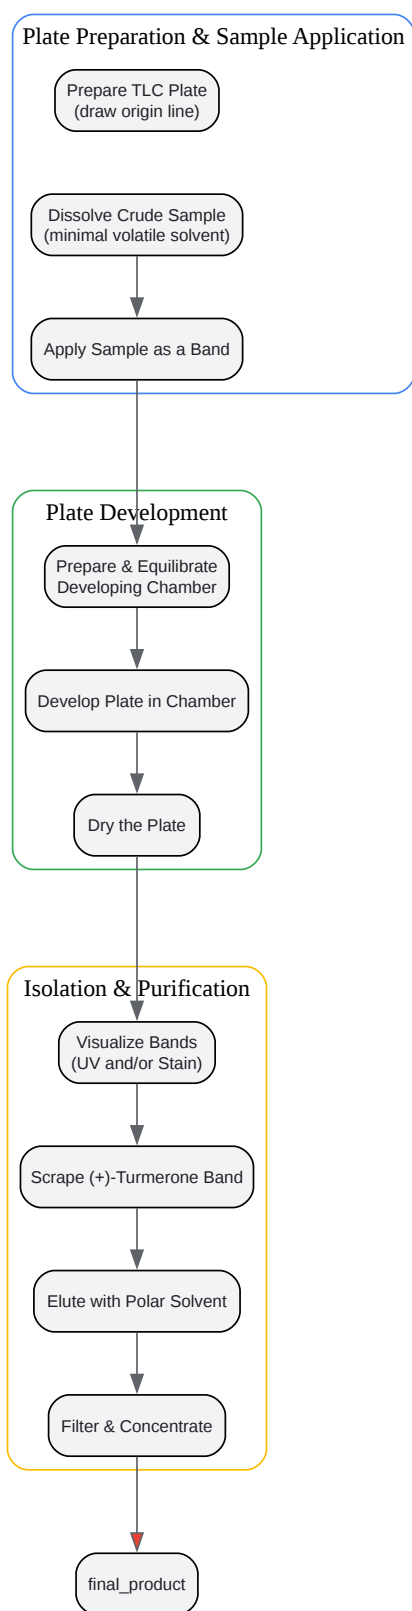 Plate Preparation & Sample Application
Prepare TLC Plate
(draw origin line)
Dissolve Crude Sample
(minimal volatile solvent)
Apply Sample as a Band
Plate Development
Prepare & Equilibrate
Developing Chamber
Develop Plate in Chamber
Dry the Plate
Isolation & Purification
Visualize Bands
(UV and/or Stain)
Scrape (+)-Turmerone Band
Elute with Polar Solvent
Filter & Concentrate
final_product